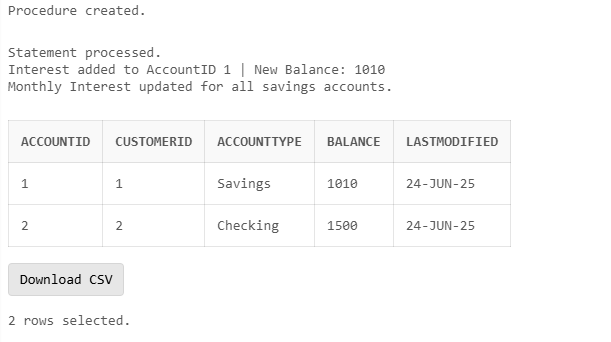 Procedure created.
Statement processed.
Interest added to AccountID 1 | New Balance: 1010
Monthly Interest updated for all savings accounts.
ACCOUNTID CUSTOMERID ACCOUNTTYPE BALANCE LASTMODIFIED
1 1 Savings 1010 24-JUN-25
2 2 Checking 1500 24-JUN-25
Download CSV
2 rows selected.